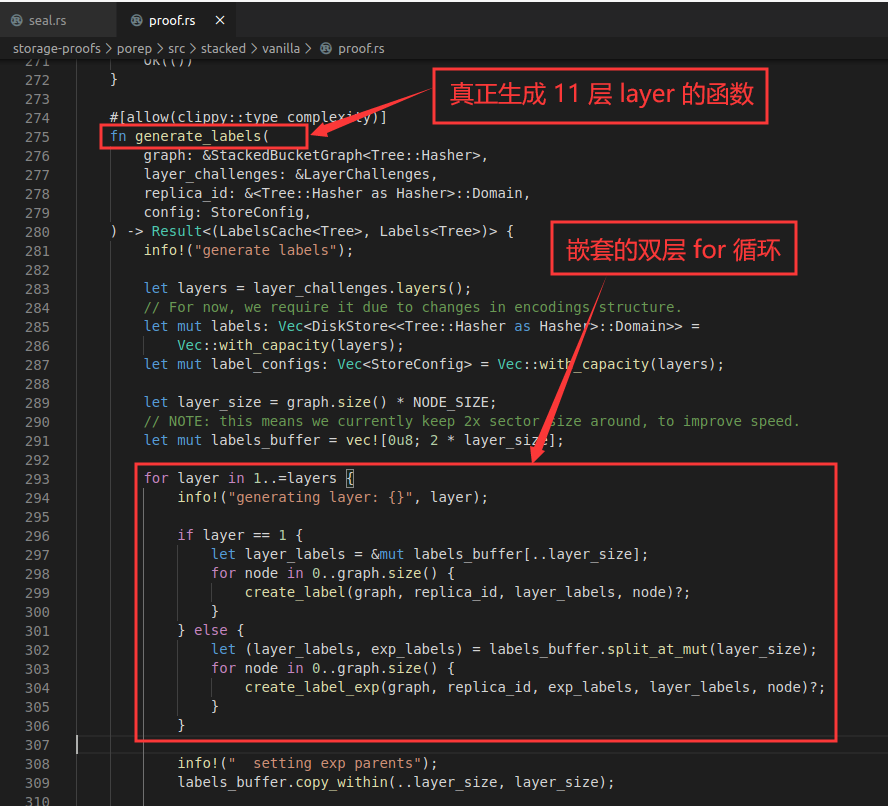 seal.rs
proof.rs ×
storage-proofs > porep > src > stacked > vanilla > proof.rs
271 Ok(())
272 }
273
真正生成 11 层 layer 的函数
274 #[allow(clippy::type_complexity)]
275 fn generate_labels(
276 graph: &StackedBucketGraph<Tree::Hasher>,
277 layer_challenges: &LayerChallenges,
278 replica_id: &<Tree::Hasher as Hasher>::Domain,
279 config: StoreConfig,
280 ) -> Result<(LabelsCache<Tree>, Labels<Tree>)> {
嵌套的双层 for 循环
281 info!("generate labels");
282
283 let layers = layer_challenges.layers();
284 // For now, we require it due to changes in encodings structure.
285 let mut labels: Vec<DiskStore<<Tree::Hasher as Hasher>::Domain>> =
286 Vec::with_capacity(layers);
287 let mut label_configs: Vec<StoreConfig> = Vec::with_capacity(layers);
288
289 let layer_size = graph.size() * NODE_SIZE;
290 // NOTE: this means we currently keep 2x sector size around, to improve speed.
291 let mut labels_buffer = vec![0u8; 2 * layer_size];
292
293 for layer in 1..=layers {
294 info!("generating layer: {}", layer);
295
296 if layer == 1 {
297 let layer_labels = &mut labels_buffer[..layer_size];
298 for node in 0..graph.size() {
299 create_label(graph, replica_id, layer_labels, node)?;
300 }
301 } else {
302 let (layer_labels, exp_labels) = labels_buffer.split_at_mut(layer_size);
303 for node in 0..graph.size() {
304 create_label_exp(graph, replica_id, exp_labels, layer_labels, node)?;
305 }
306 }
307
308 info!("  setting exp parents");
309 labels_buffer.copy_within(..layer_size, layer_size);
310